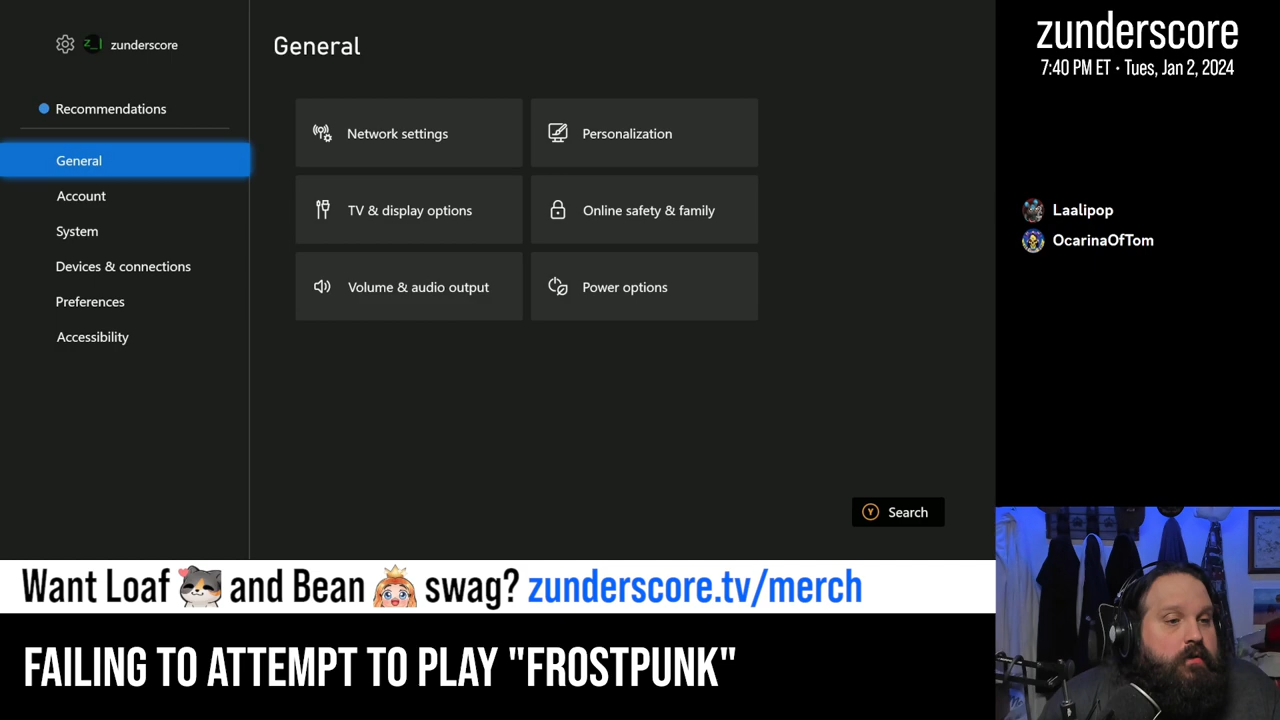 zunderscore
Recommendations
General
Account
System
Devices & connections
Preferences
Accessibility
General
Network settings
Personalization
TV & display options
Online safety & family
Volume & audio output
Power options
Y Search
zunderscore
7:40 PM ET • Tues, Jan 2, 2024
Laalipop
OcarinaOfTom
Want Loaf and Bean swag? zunderscore.tv/merch
FAILING TO ATTEMPT TO PLAY "FROSTPUNK"